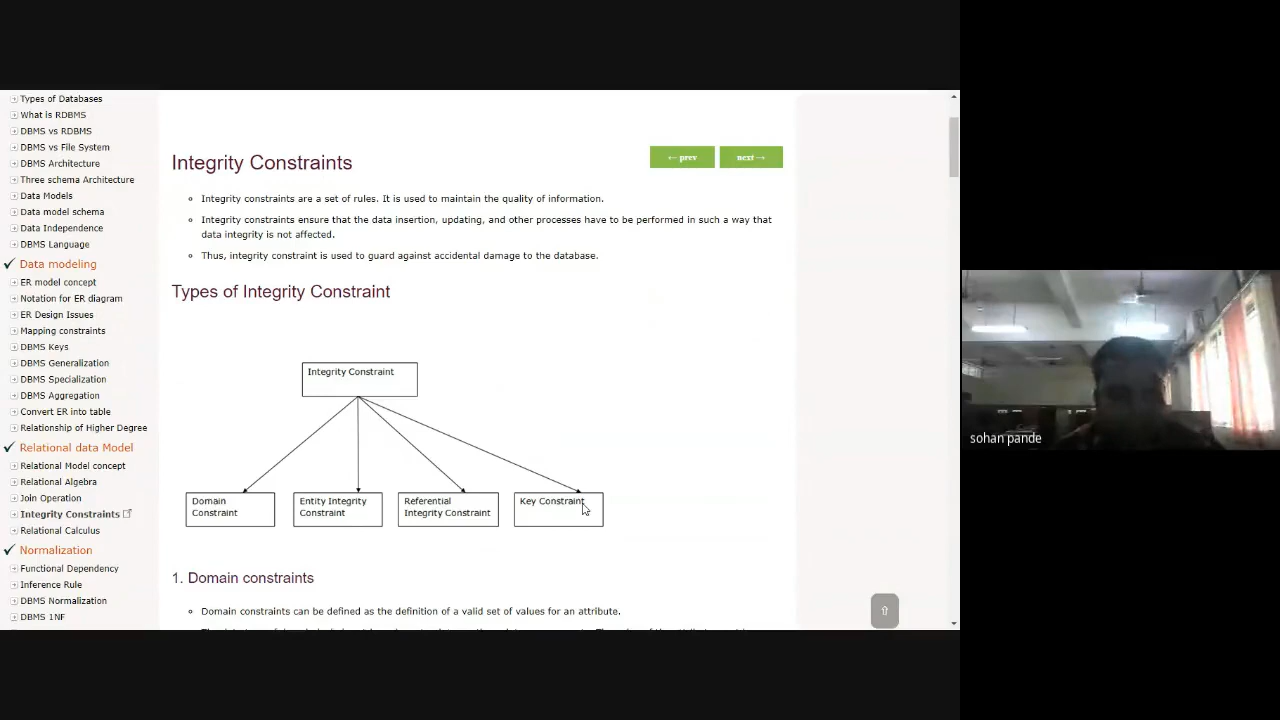 Types of Databases
What is RDBMS
DBMS vs RDBMS
DBMS vs File System
DBMS Architecture
Three schema Architecture
Data Models
Data model schema
Data Independence
DBMS Language
Data modeling
ER model concept
Notation for ER diagram
ER Design Issues
Mapping constraints
DBMS Keys
DBMS Generalization
DBMS Specialization
DBMS Aggregation
Convert ER into table
Relationship of Higher Degree
Relational data Model
Relational Model concept
Relational Algebra
Join Operation
Integrity Constraints
Relational Calculus
Normalization
Functional Dependency
Inference Rule
DBMS Normalization
DBMS 1NF
Integrity Constraints
← prev
next →
Integrity constraints are a set of rules. It is used to maintain the quality of information.
Integrity constraints ensure that the data insertion, updating, and other processes have to be performed in such a way that
data integrity is not affected.
Thus, integrity constraint is used to guard against accidental damage to the database.
Types of Integrity Constraint
Integrity Constraint
Domain
Constraint
Entity Integrity
Constraint
Referential
Integrity Constraint
Key Constraint
1. Domain constraints
Domain constraints can be defined as the definition of a valid set of values for an attribute.
sohan pande